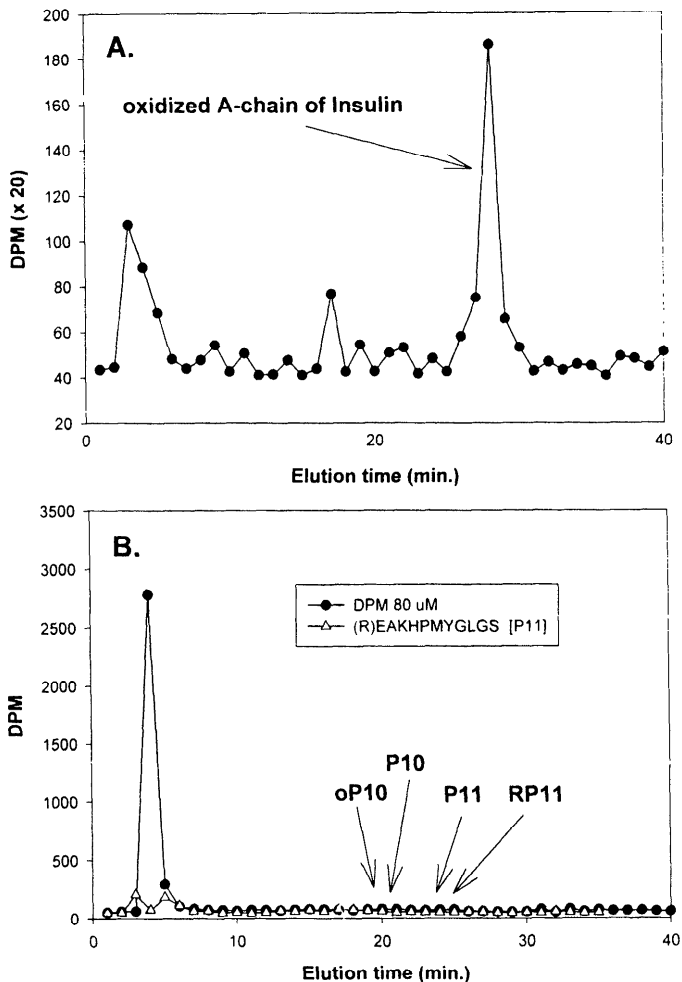 A.
oxidized A-chain of Insulin
DPM (x 20)
200
180
160
140
120
100
80
60
40
20
0
20
40
Elution time (min.)
B.
DPM
3500
3000
2500
2000
1500
1000
500
0
DPM 80 uM
(R)EAKHPMYGLGS [P11]
oP10
P10
P11
RP11
0
10
20
30
40
Elution time (min.)